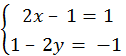 2x − 1 = 1
1 − 2y = −1